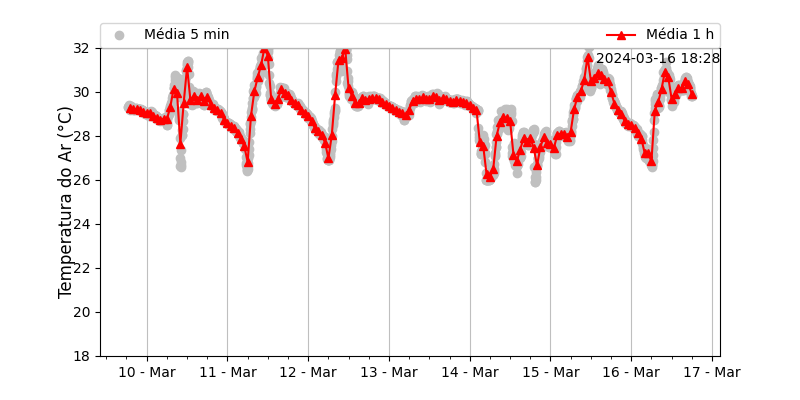 Média 5 min
Média 1 h
2024-03-16 18:28
Temperatura do Ar (°C)
32
30
28
26
24
22
20
18
10 - Mar
11 - Mar
12 - Mar
13 - Mar
14 - Mar
15 - Mar
16 - Mar
17 - Mar